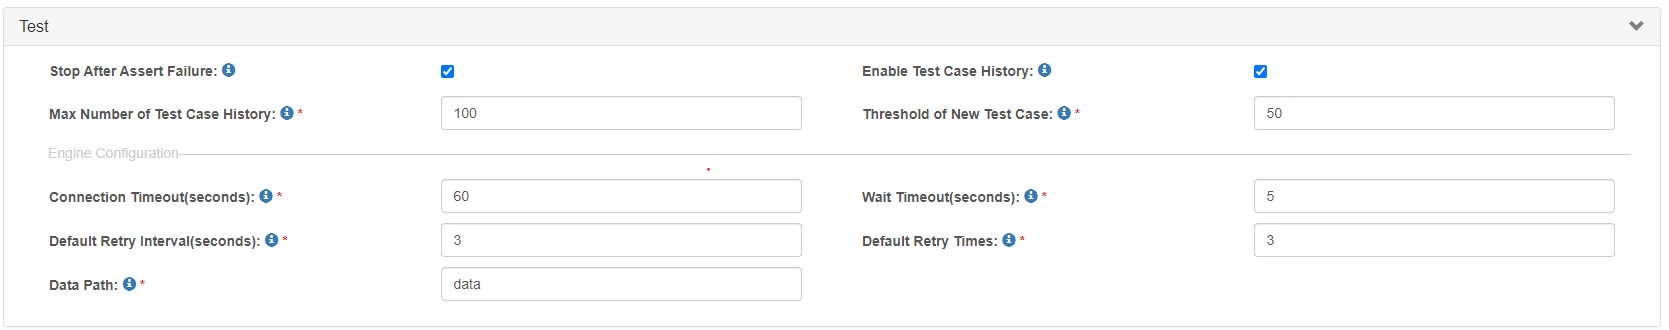 Test
Stop After Assert Failure:
Enable Test Case History:
Max Number of Test Case History: *
100
Threshold of New Test Case: *
50
Engine Configuration
Connection Timeout(seconds): *
60
Wait Timeout(seconds): *
5
Default Retry Interval(seconds): *
3
Default Retry Times: *
3
Data Path: *
data